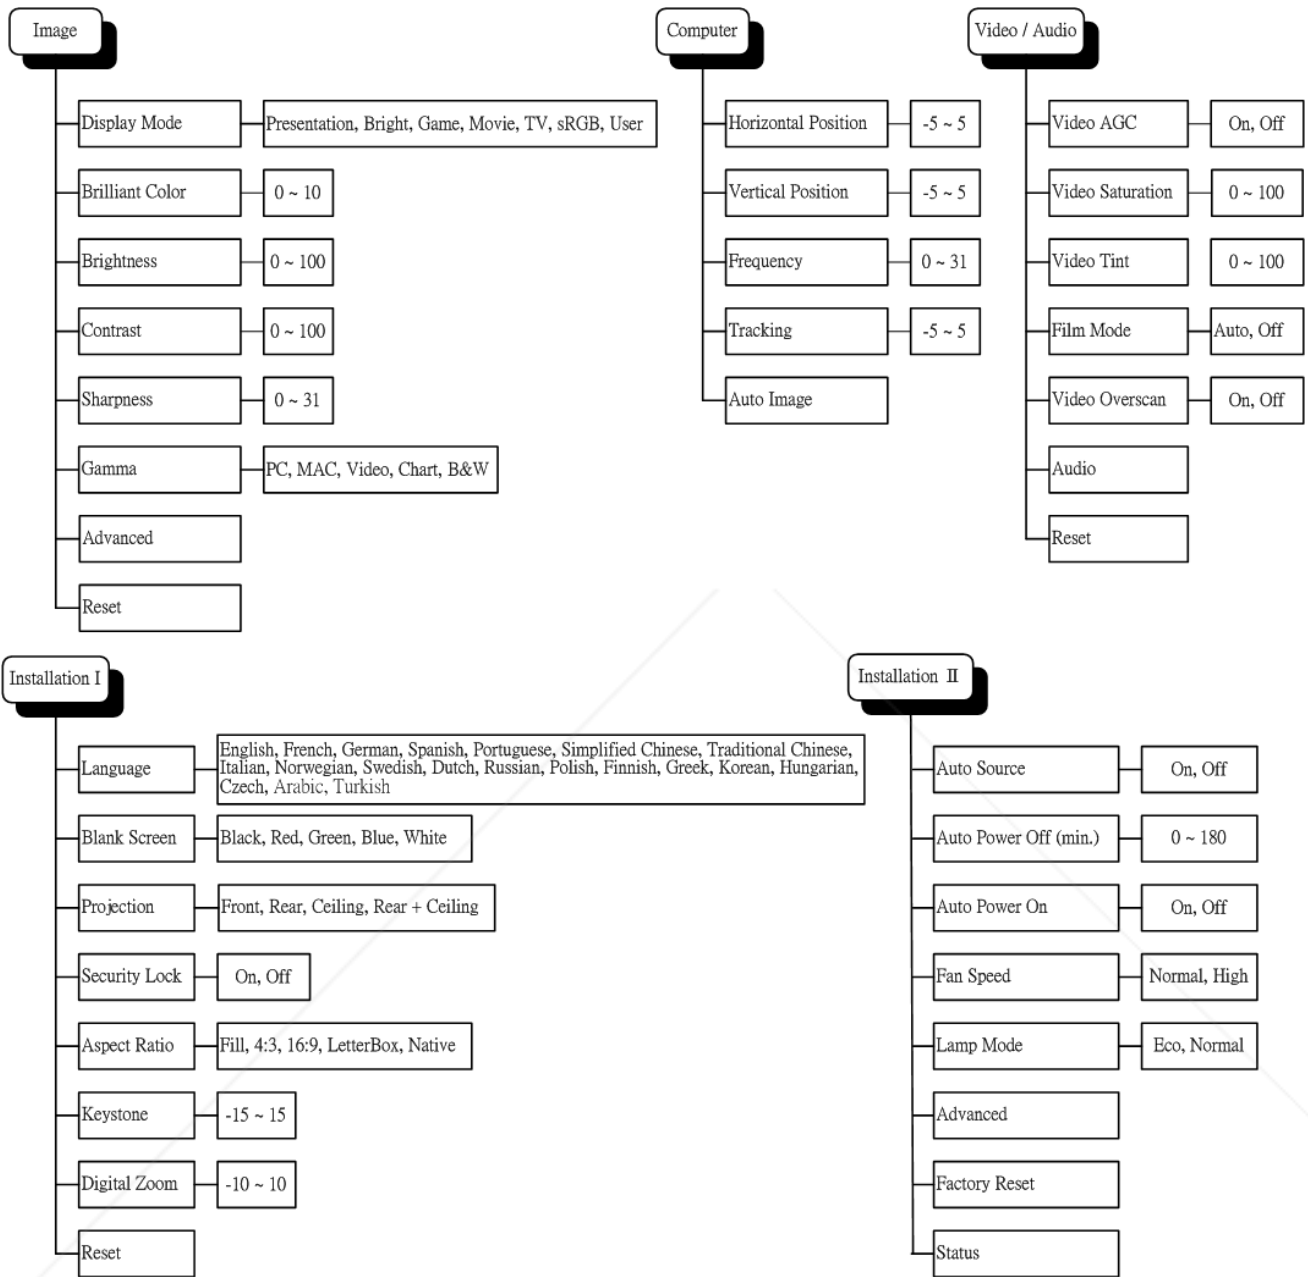 Image
Display Mode
Presentation, Bright, Game, Movie, TV, sRGB, User
Brilliant Color
0 ~ 10
Brightness
0 ~ 100
Contrast
0 ~ 100
Sharpness
0 ~ 31
Gamma
PC, MAC, Video, Chart, B&W
Advanced
Reset
Computer
Horizontal Position
-5 ~ 5
Vertical Position
-5 ~ 5
Frequency
0 ~ 31
Tracking
-5 ~ 5
Auto Image
Video / Audio
Video AGC
On, Off
Video Saturation
0 ~ 100
Video Tint
0 ~ 100
Film Mode
Auto, Off
Video Overscan
On, Off
Audio
Reset
Installation I
Language
English, French, German, Spanish, Portuguese, Simplified Chinese, Traditional Chinese,
Italian, Norwegian, Swedish, Dutch, Russian, Polish, Finnish, Greek, Korean, Hungarian,
Czech, Arabic, Turkish
Blank Screen
Black, Red, Green, Blue, White
Projection
Front, Rear, Ceiling, Rear + Ceiling
Security Lock
On, Off
Aspect Ratio
Fill, 4:3, 16:9, LetterBox, Native
Keystone
-15 ~ 15
Digital Zoom
-10 ~ 10
Reset
Installation II
Auto Source
On, Off
Auto Power Off (min.)
0 ~ 180
Auto Power On
On, Off
Fan Speed
Normal, High
Lamp Mode
Eco, Normal
Advanced
Factory Reset
Status